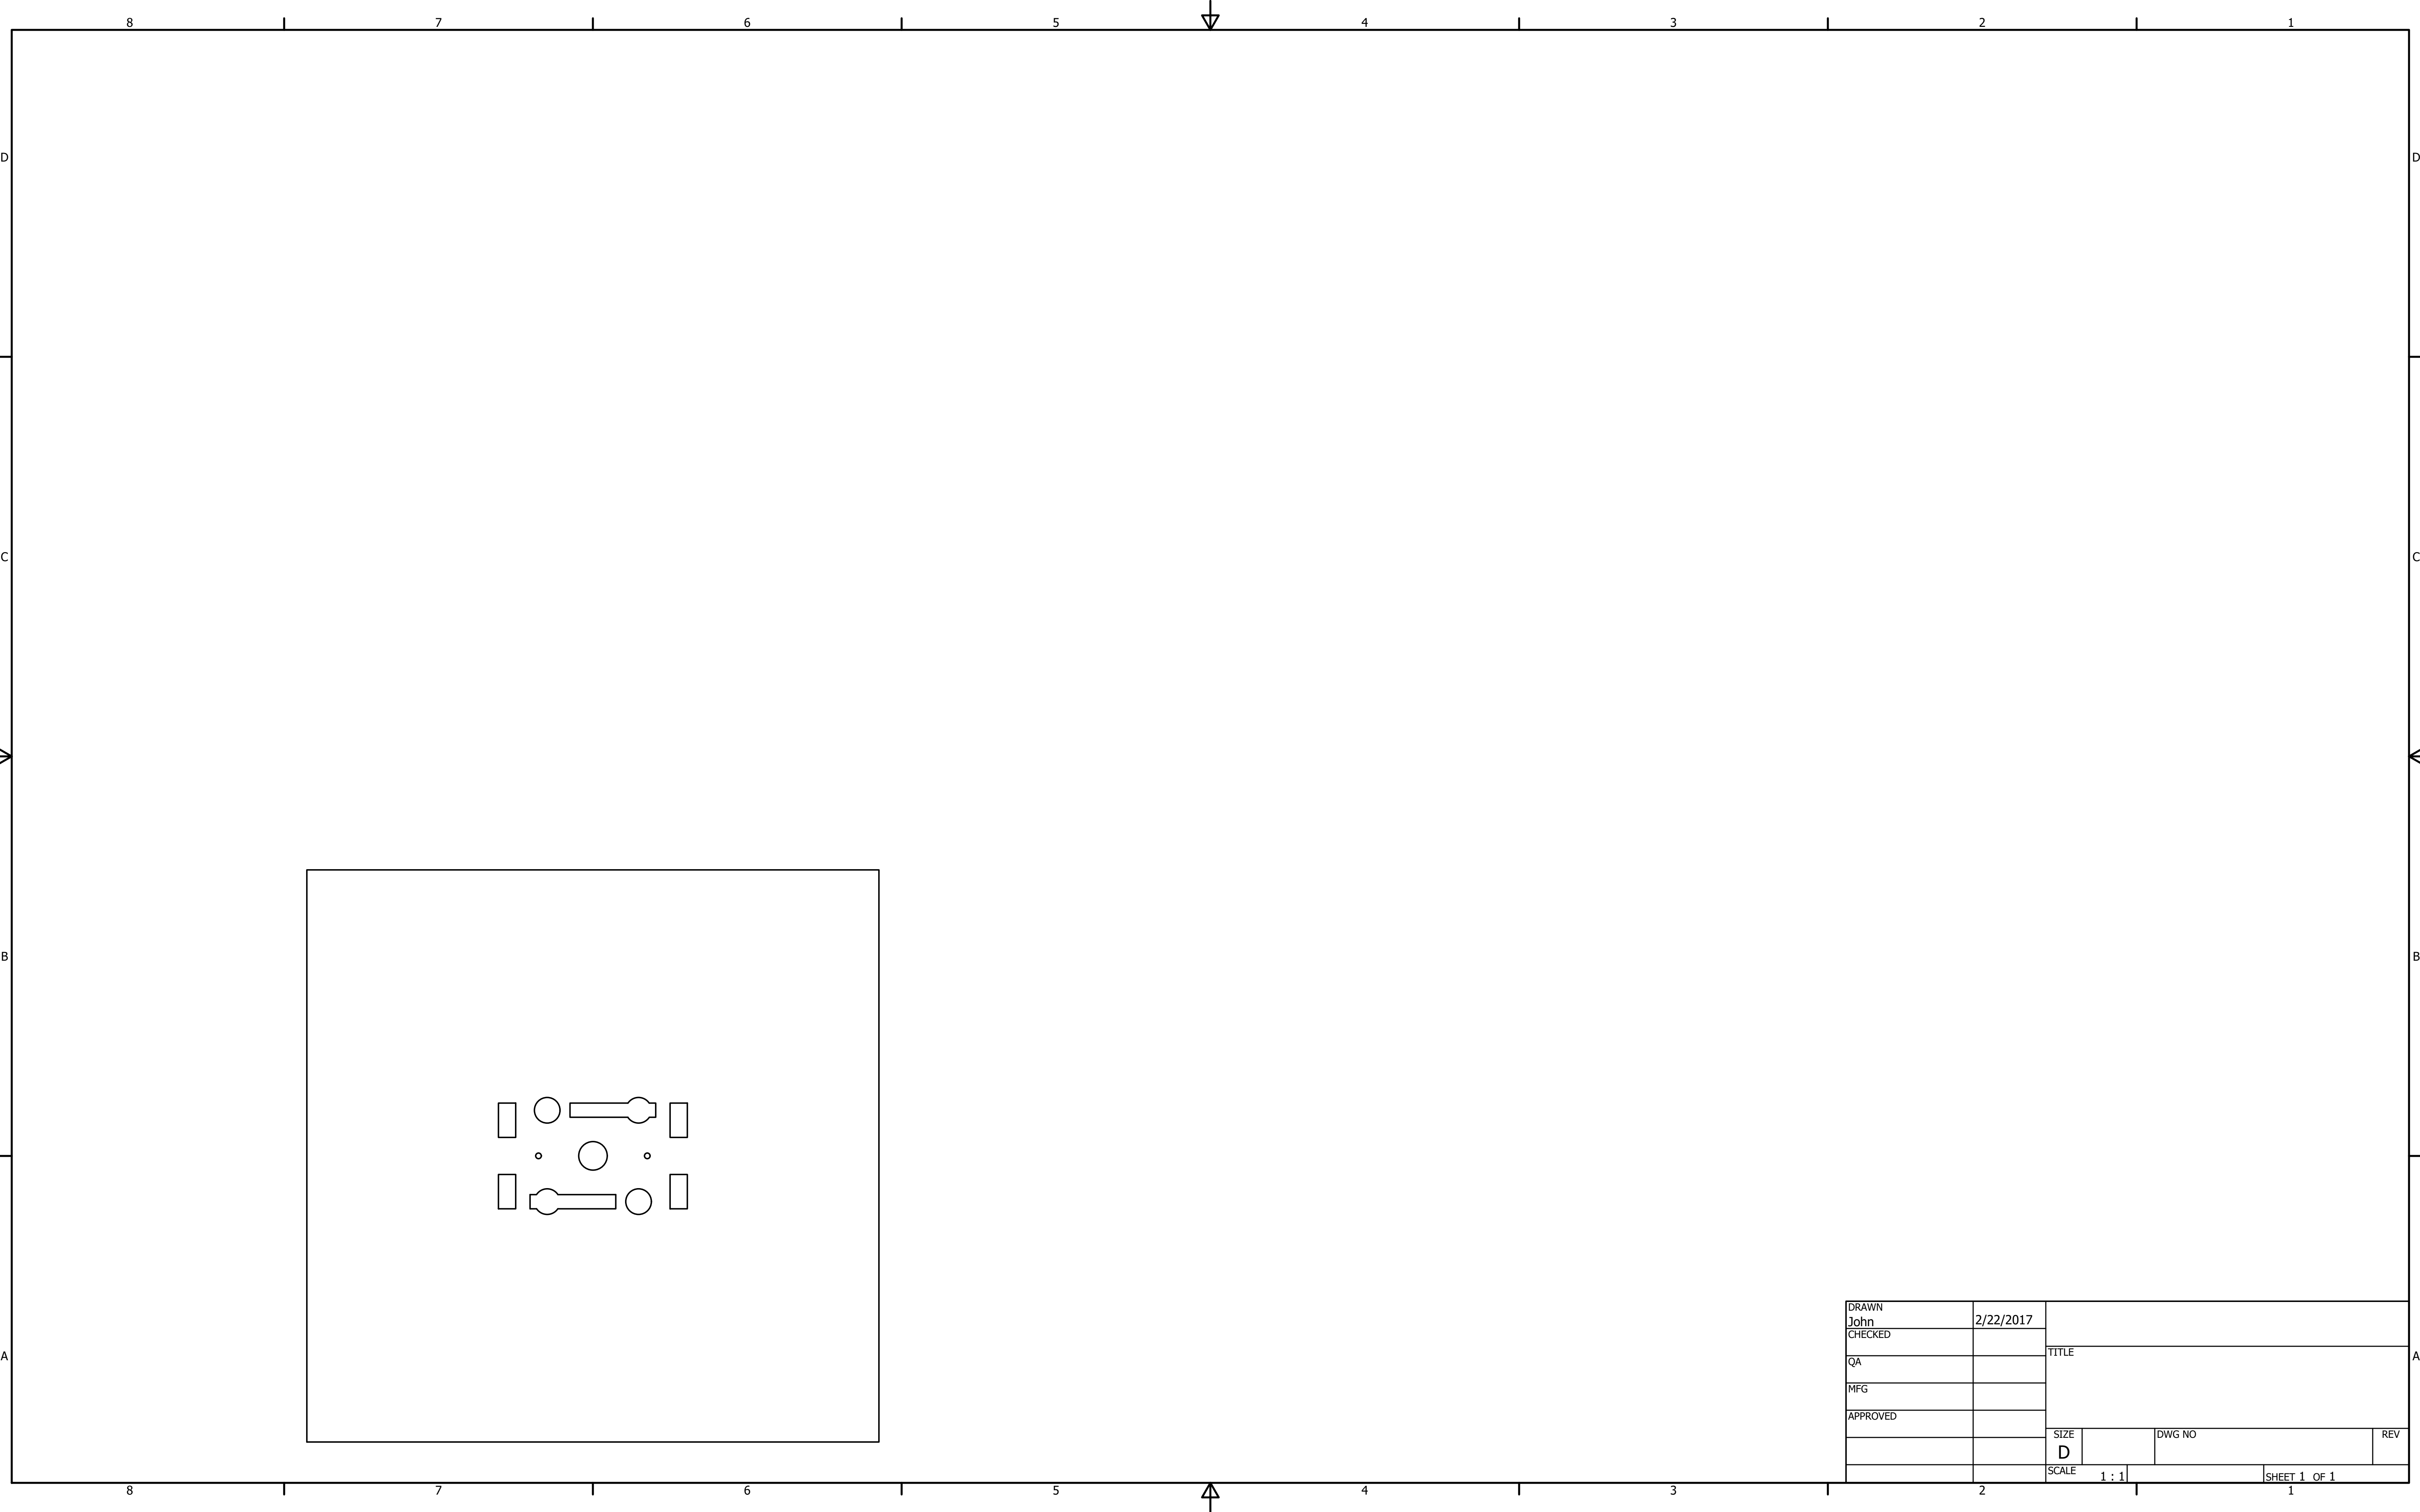 8 7 6 5 4 3 2 1
D D
C C
B B
A A
DRAWN
John 2/22/2017
CHECKED
QA
MFG
APPROVED
TITLE
SIZE
D
DWG NO
REV
SCALE 1 : 1
SHEET 1 OF 1
8 7 6 5 4 3 2 1